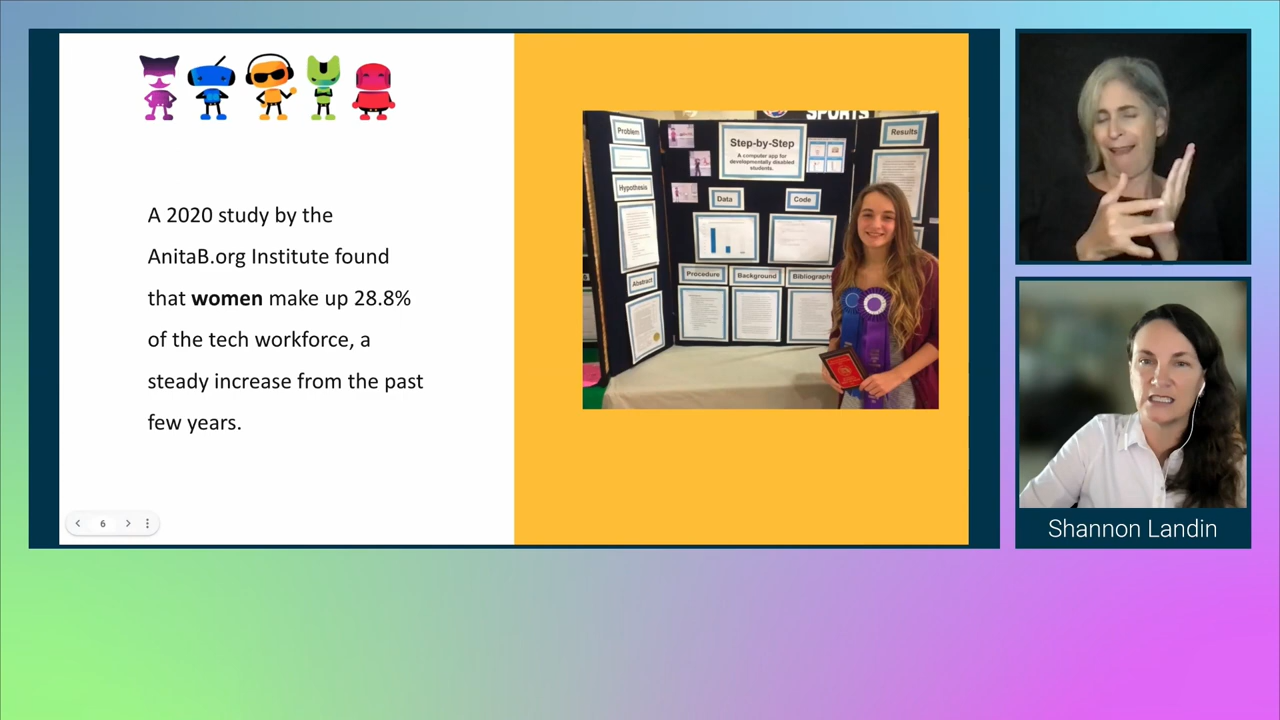 A 2020 study by the
AnitaB.org Institute found
that women make up 28.8%
of the tech workforce, a
steady increase from the past
few years.
6
SPORTS
Problem
Hypothesis
Abstract
Step-by-Step
A computer app for
developmentally disabled
students.
Data
Code
Procedure
Background
Bibliography
Results
Shannon Landin